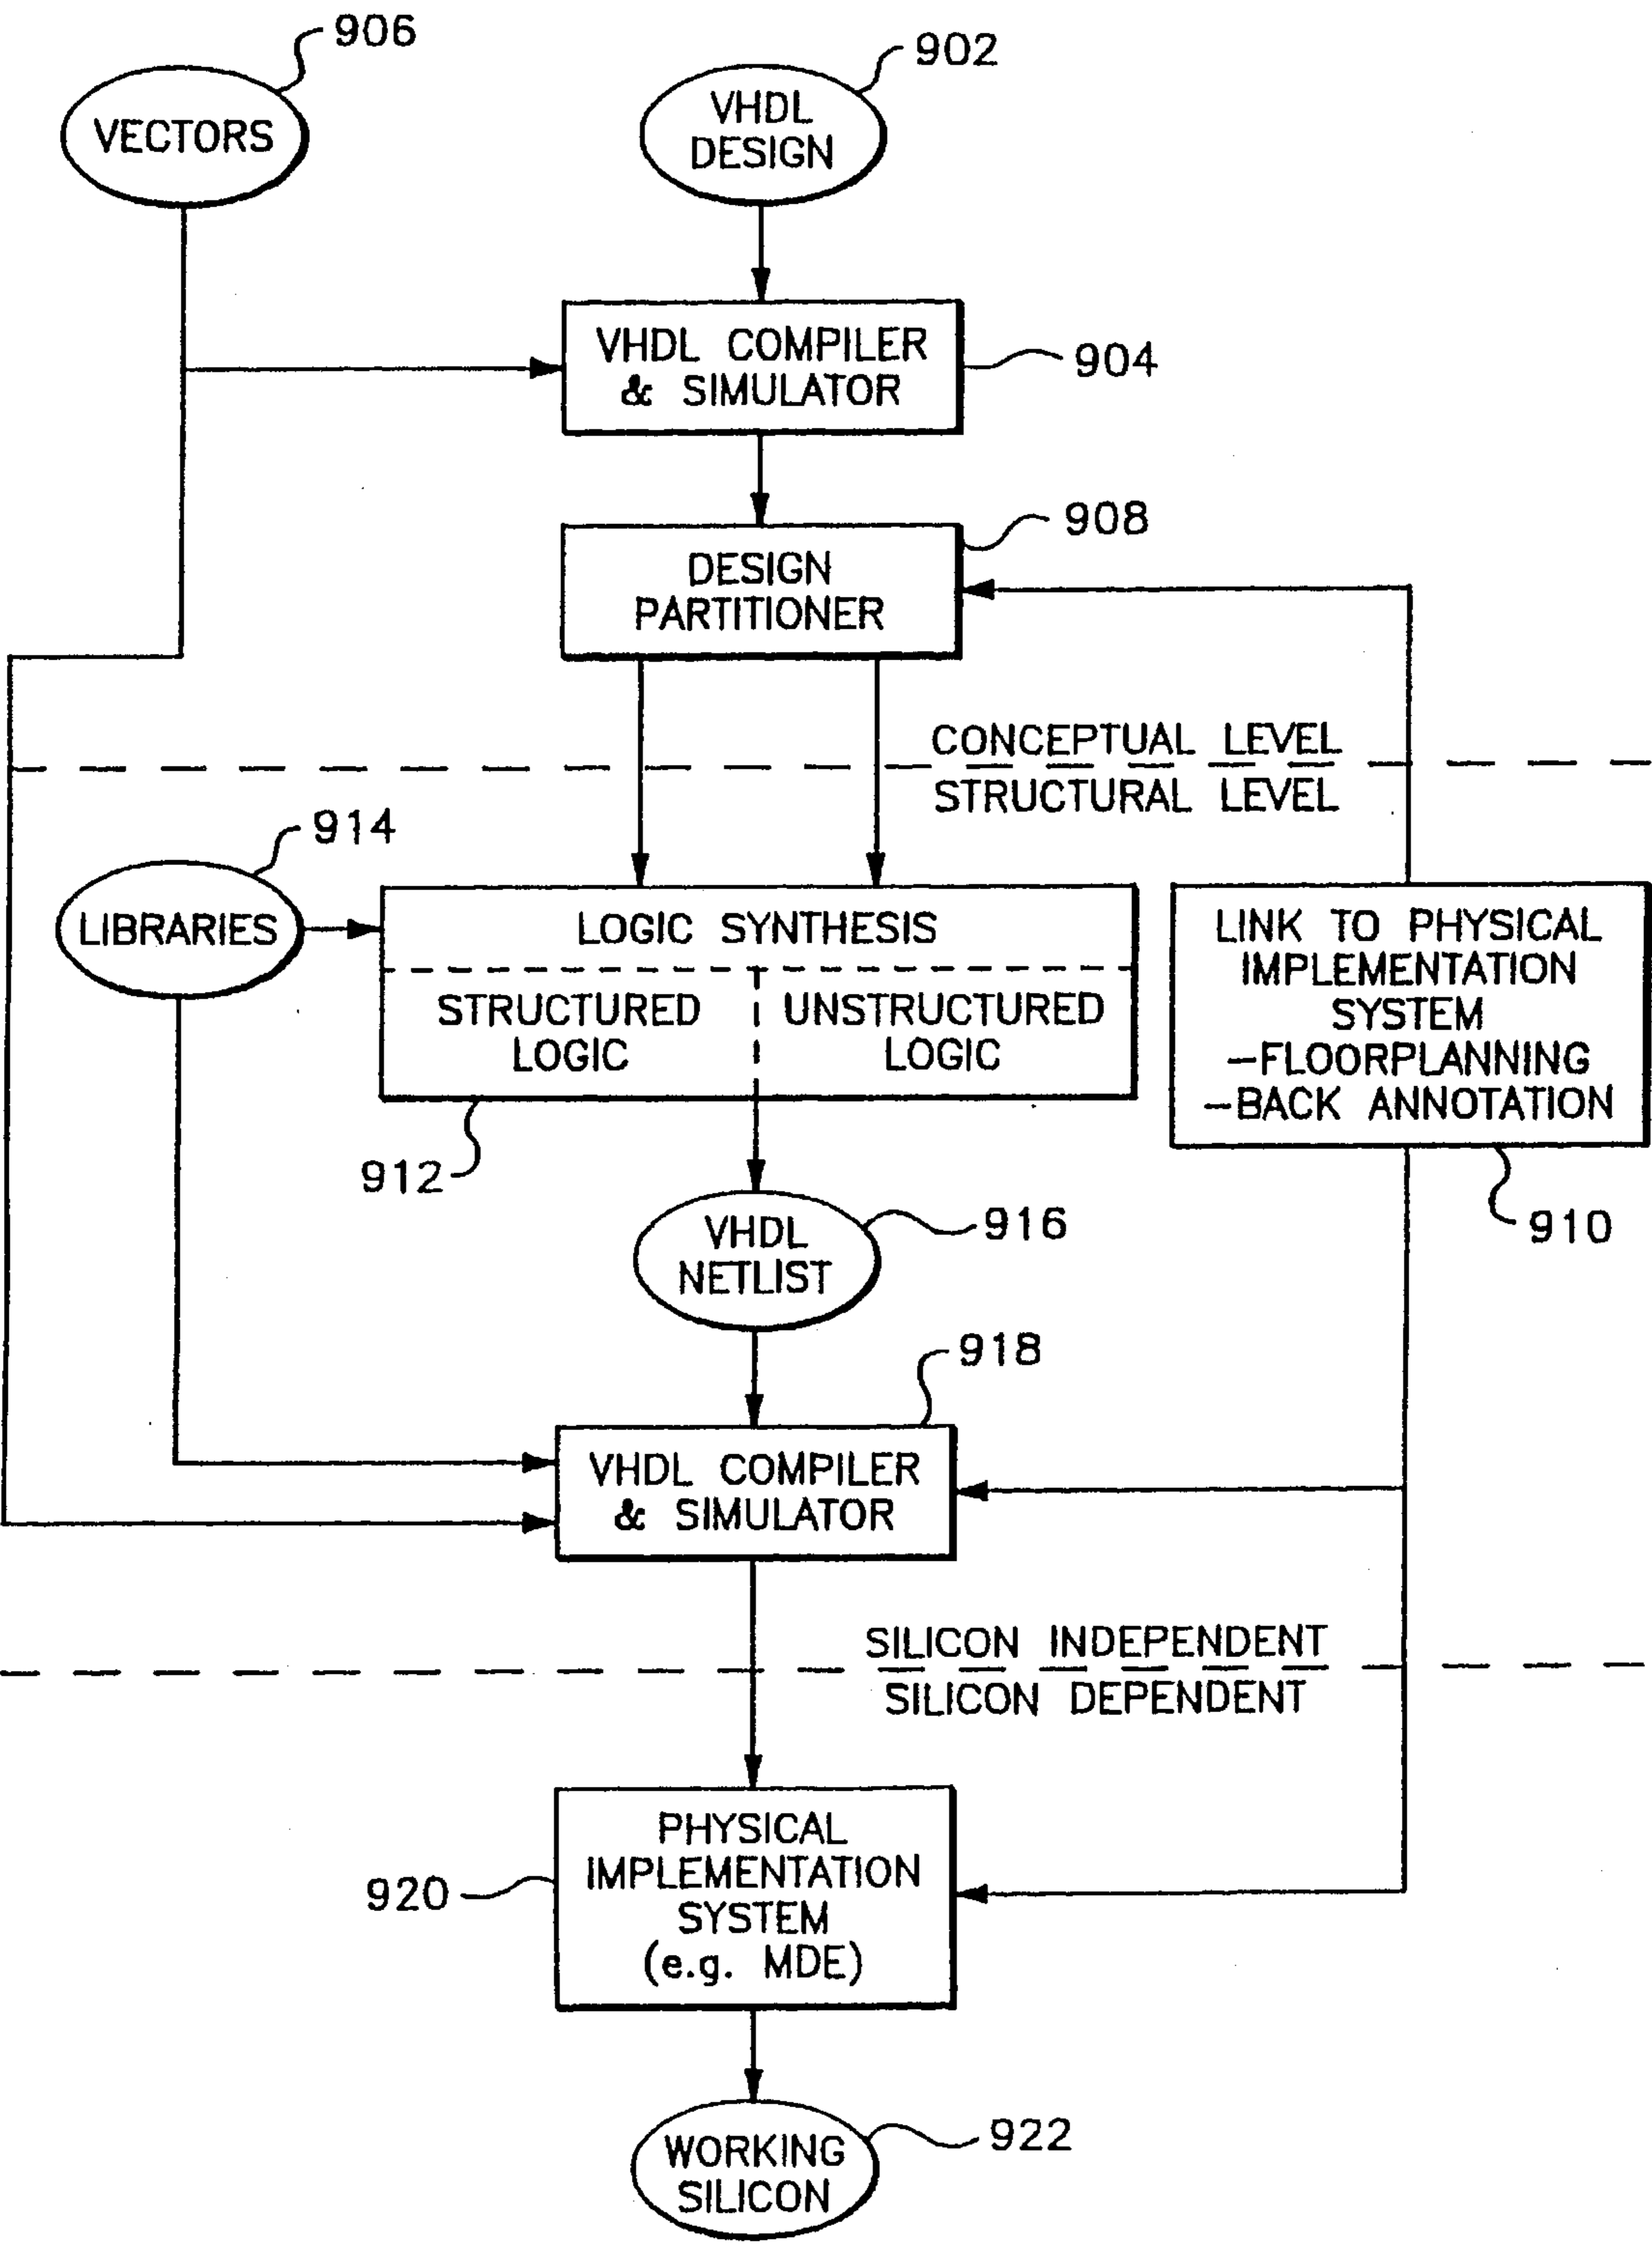 906
902
VECTORS
VHDL
DESIGN
VHDL COMPILER
& SIMULATOR
904
908
DESIGN
PARTITIONER
CONCEPTUAL LEVEL
STRUCTURAL LEVEL
914
LIBRARIES
LOGIC SYNTHESIS
STRUCTURED
LOGIC
UNSTRUCTURED
LOGIC
912
LINK TO PHYSICAL
IMPLEMENTATION
SYSTEM
-FLOORPLANNING
-BACK ANNOTATION
910
VHDL
NETLIST
916
918
VHDL COMPILER
& SIMULATOR
SILICON INDEPENDENT
SILICON DEPENDENT
PHYSICAL
IMPLEMENTATION
SYSTEM
(e.g. MDE)
920
WORKING
SILICON
922